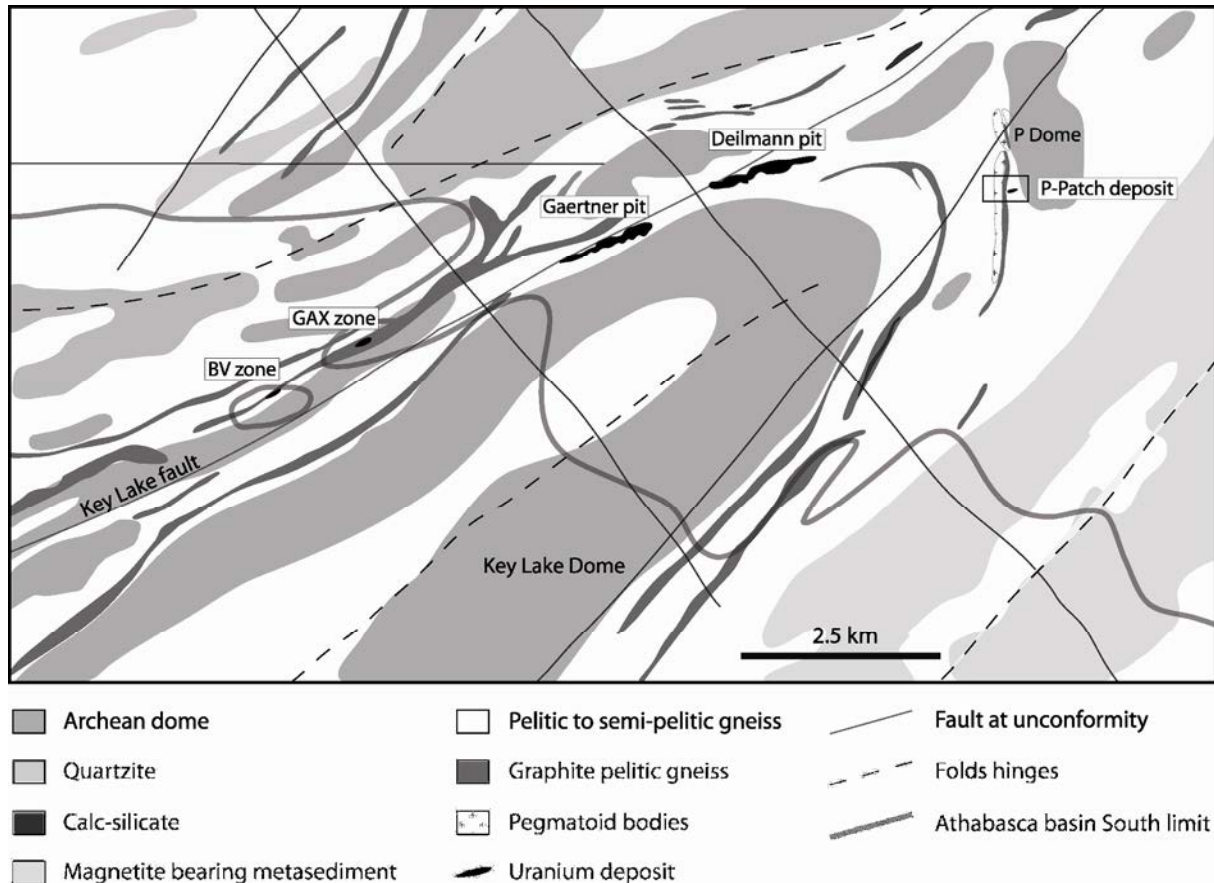 Deilmann pit
P Dome
P-Patch deposit
Gaertner pit
GAX zone
BV zone
Key Lake fault
Key Lake Dome
2.5 km
Archean dome
Pelitic to semi-pelitic gneiss
Fault at unconformity
Quartzite
Graphite pelitic gneiss
Folds hinges
Calc-silicate
Pegmatoid bodies
Athabasca basin South limit
Magnetite bearing metasediment
Uranium deposit